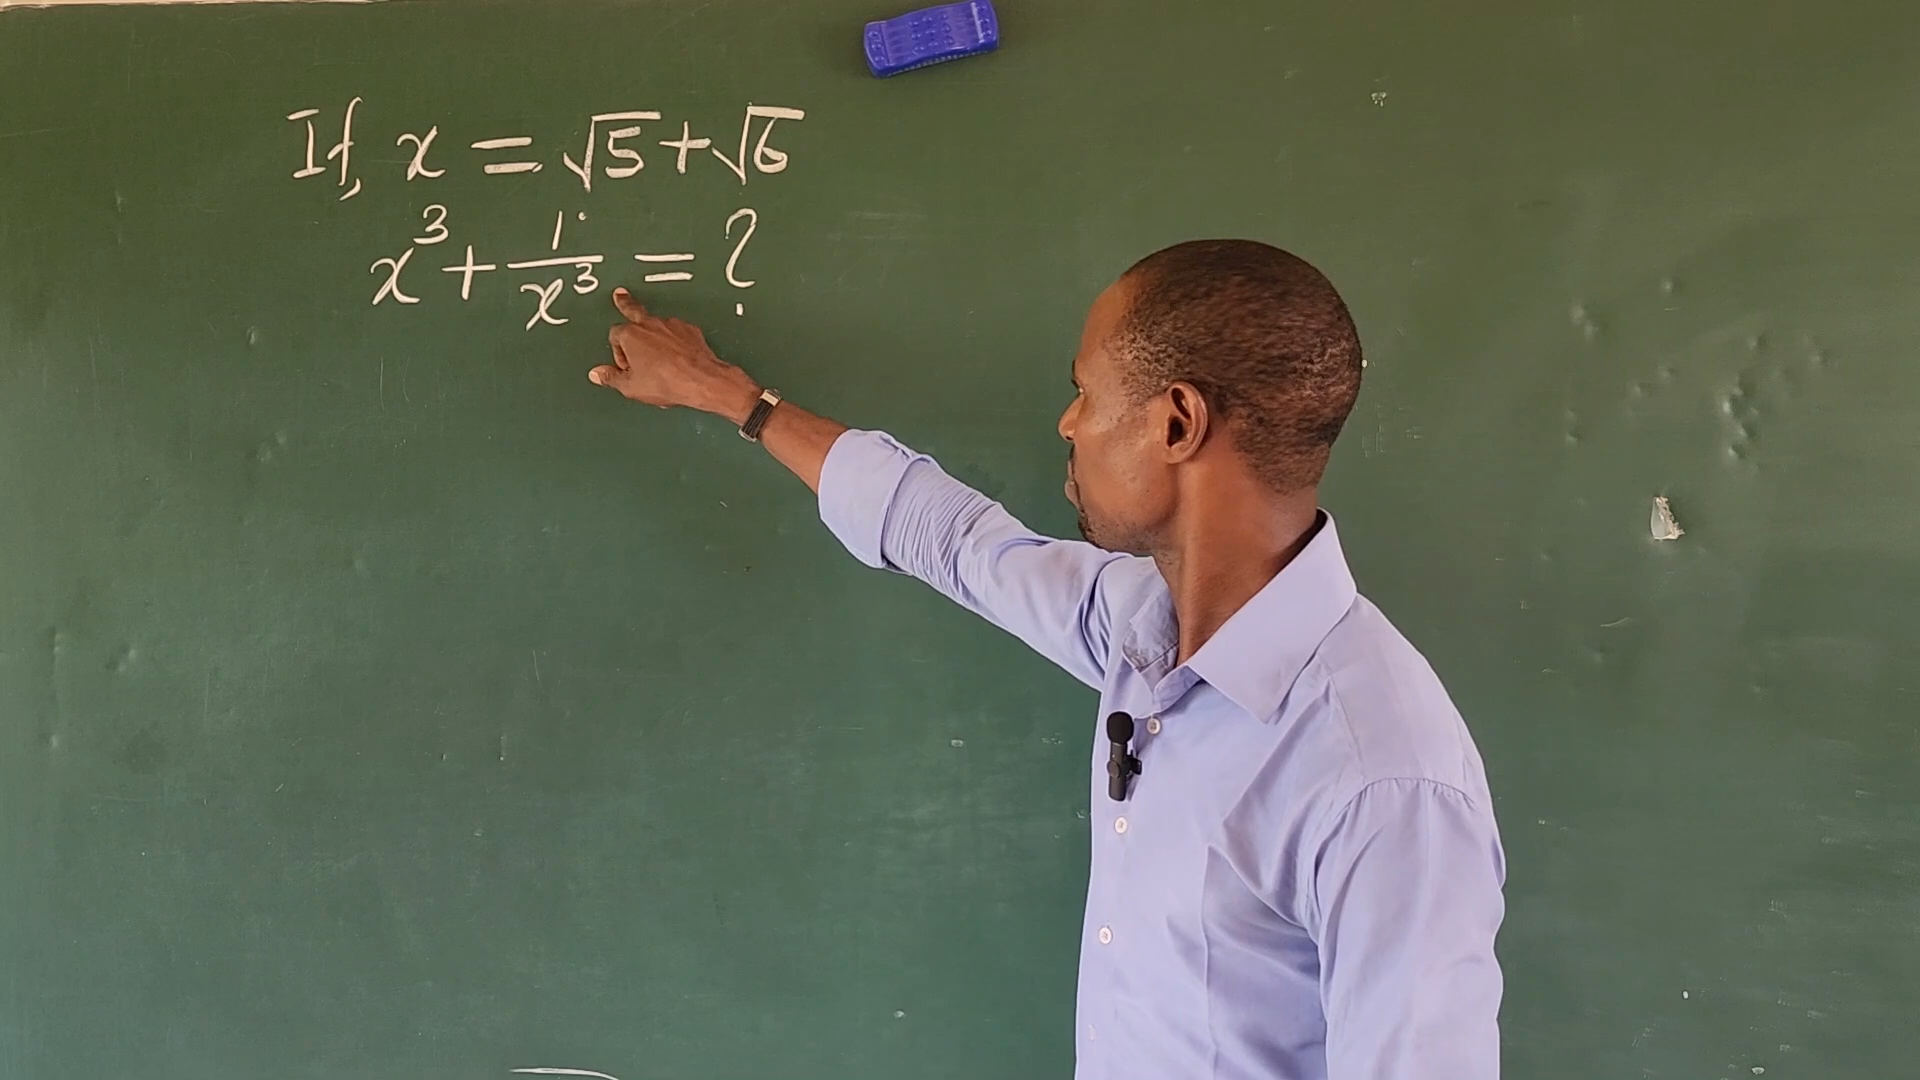 If, x = √5 + √6
x³ + 1/x³ = ?